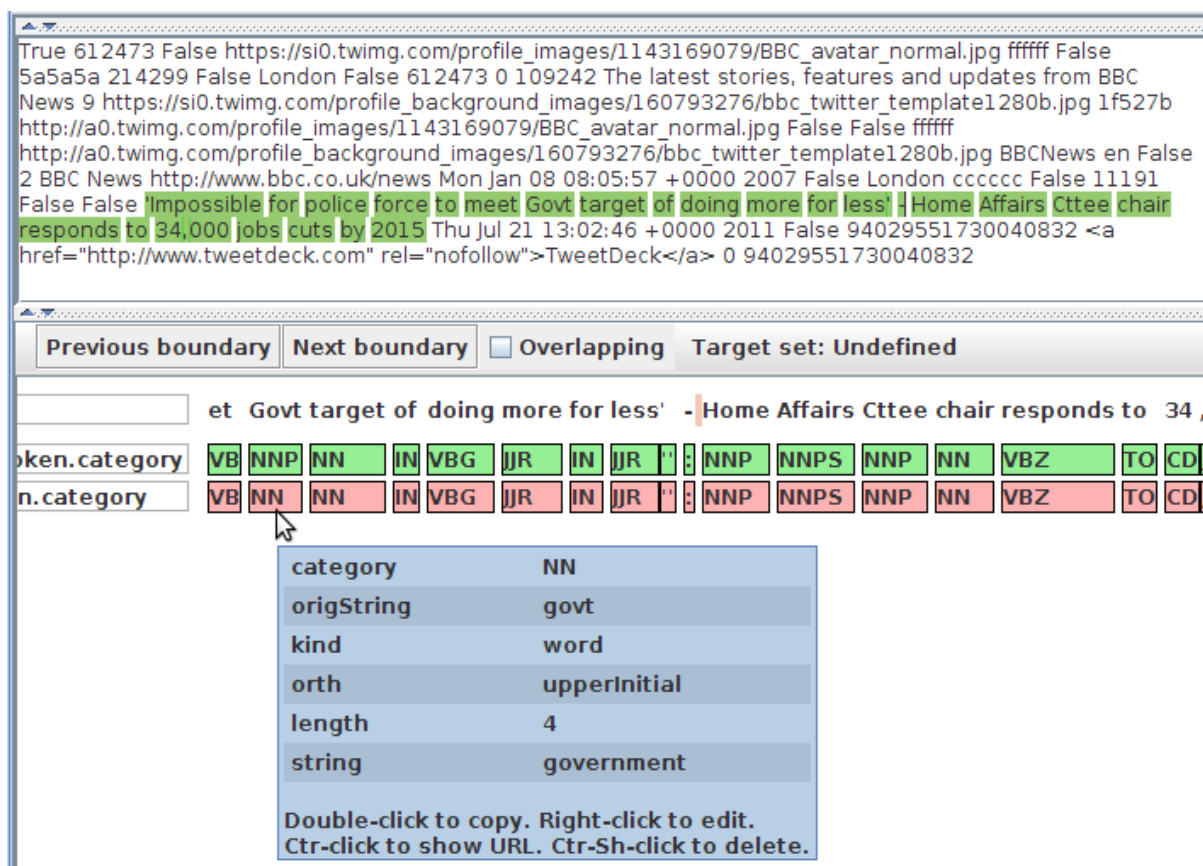 True 612473 False https://si0.twimg.com/profile_images/1143169079/BBC_avatar_normal.jpg ffffff False
5a5a5a 214299 False London False 612473 0 109242 The latest stories, features and updates from BBC
News 9 https://si0.twimg.com/profile_background_images/160793276/bbc_twitter_template1280b.jpg 1f527b
http://a0.twimg.com/profile_images/1143169079/BBC_avatar_normal.jpg False False ffffff
http://a0.twimg.com/profile_background_images/160793276/bbc_twitter_template1280b.jpg BBCNews en False
2 BBC News http://www.bbc.co.uk/news Mon Jan 08 08:05:57 +0000 2007 False London cccccc False 11191
False False 'Impossible for police force to meet Govt target of doing more for less' - Home Affairs Cttee chair
responds to 34,000 jobs cuts by 2015 Thu Jul 21 13:02:46 +0000 2011 False 94029551730040832 <a
href="http://www.tweetdeck.com" rel="nofollow">TweetDeck</a> 0 94029551730040832
Previous boundary Next boundary Overlapping Target set: Undefined
et Govt target of doing more for less' - Home Affairs Cttee chair responds to 34 ,
oken.category VB NNP NN IN VBG JJR IN JJR '' : NNP NNPS NNP NN VBZ TO CD
n.category VB NN NN IN VBG JJR IN JJR '' : NNP NNPS NNP NN VBZ TO CD
category NN
origString govt
kind word
orth upperInitial
length 4
string government
Double-click to copy. Right-click to edit.
Ctr-click to show URL. Ctr-Sh-click to delete.